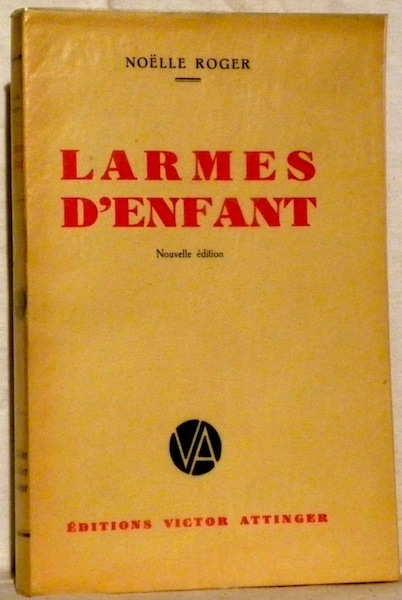 NOËLLE ROGER
LARMES
D'ENFANT
Nouvelle édition
VA
ÉDITIONS VICTOR ATTINGER